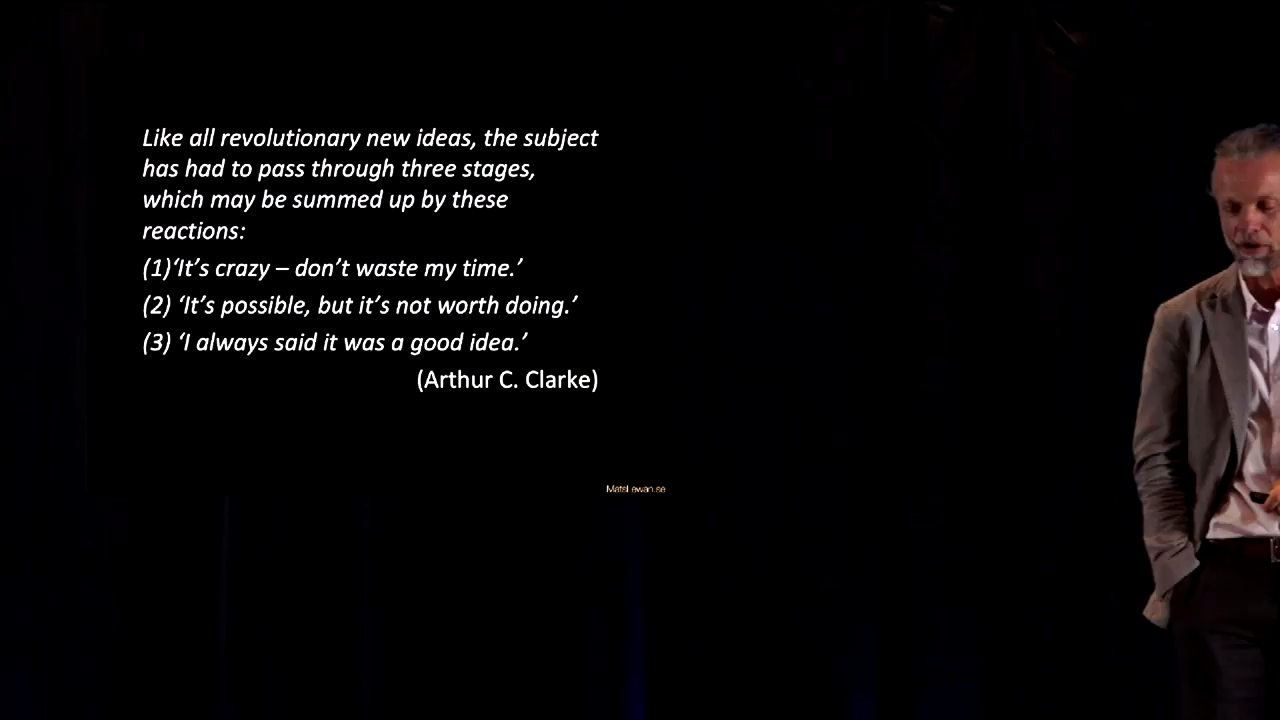 Like all revolutionary new ideas, the subject
has had to pass through three stages,
which may be summed up by these
reactions:
(1)‘It’s crazy – don’t waste my time.’
(2) ‘It’s possible, but it’s not worth doing.’
(3) ‘I always said it was a good idea.’
(Arthur C. Clarke)
MatsLewan.se